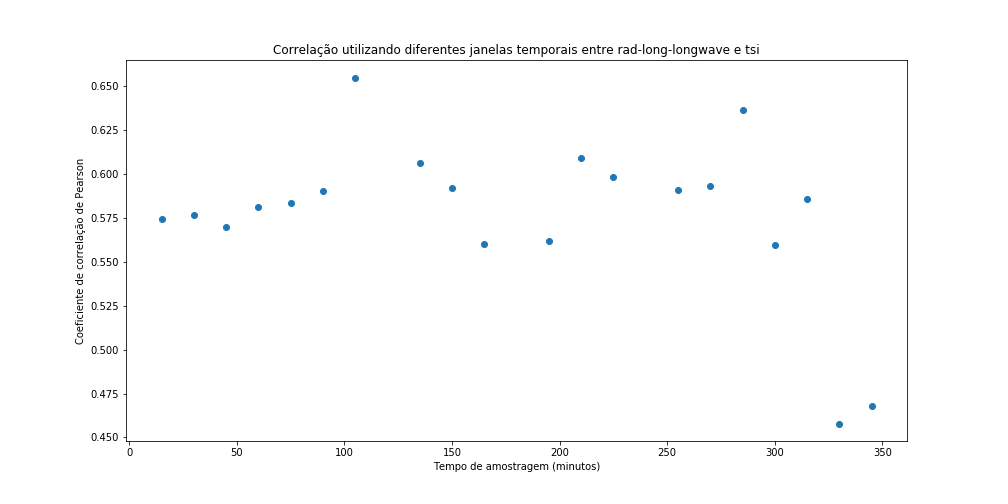 Correlação utilizando diferentes janelas temporais entre rad-long-longwave e tsi
Coeficiente de correlação de Pearson
0.650
0.625
0.600
0.575
0.550
0.525
0.500
0.475
0.450
0 50 100 150 200 250 300 350
Tempo de amostragem (minutos)